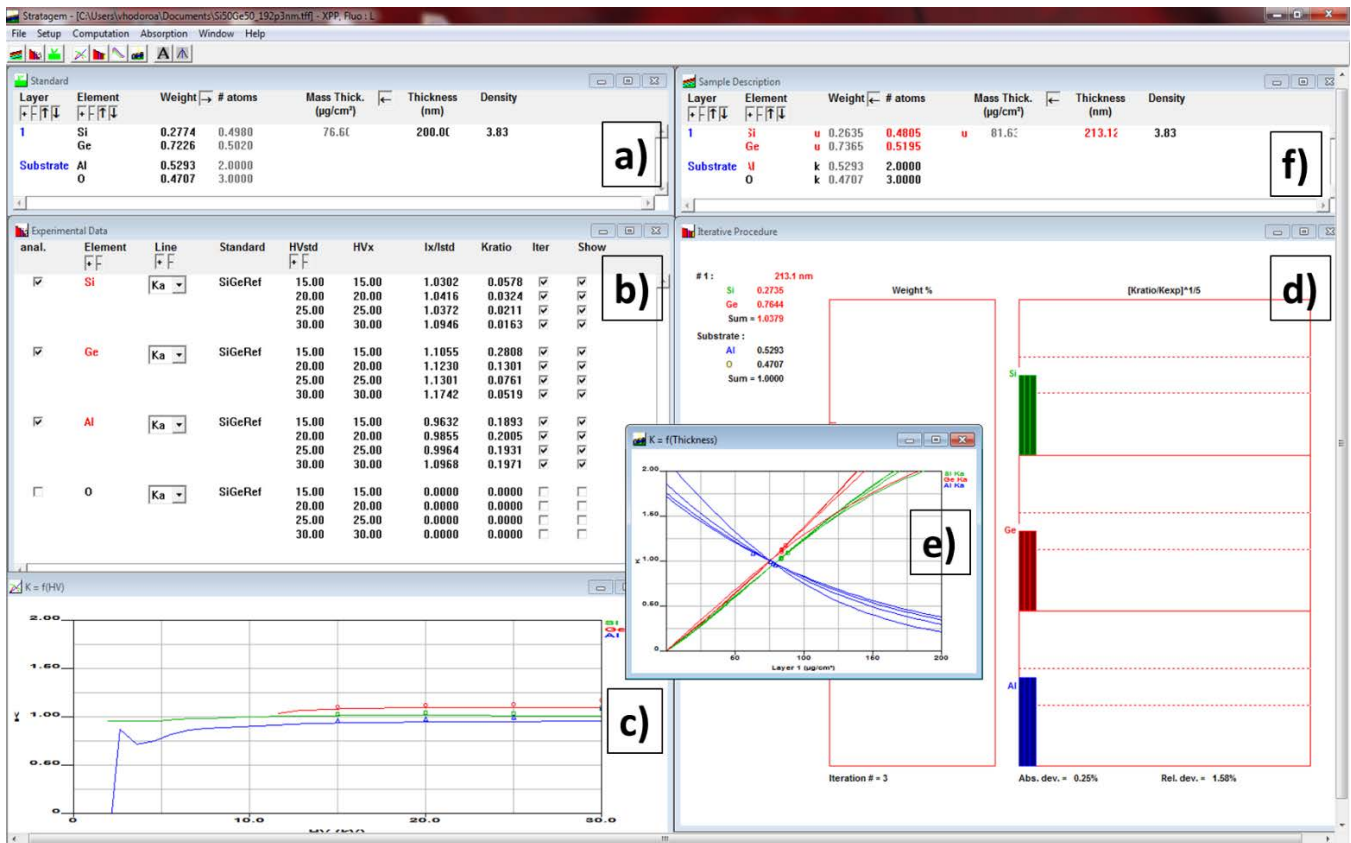 Stratagem - [C:\Users\vhodoroa\Documents\Si50Ge50_192p3nm.tff] - XPP, Fluo : L
File Setup Computation Absorption Window Help
Standard
Layer Element Weight # atoms Mass Thick. Thickness Density
(µg/cm²) (nm)
1 Si 0.2774 0.4980 200.0 3.83
Ge 0.7226 0.5020
Substrate Al 0.5293 2.0000
O 0.4707 3.0000
a)
Sample Description
Layer Element Weight # atoms Mass Thick. Thickness Density
(µg/cm²) (nm)
1 Si u 0.2635 0.4805 u 213.12 3.83
Ge u 0.7365 0.5195
Substrate Al k 0.5293 2.0000
O k 0.4707 3.0000
f)
Experimental Data
anal. Element Line Standard HVstd HVx Ix/Istd Kratio Iter Show
Si Ka SiGeRef 15.00 15.00 1.0302 0.0578
20.00 20.00 1.0416 0.0324
25.00 25.00 1.0372 0.0211
30.00 30.00 1.0946 0.0163
Ge Ka SiGeRef 15.00 15.00 1.1055 0.2808
20.00 20.00 1.1230 0.1301
25.00 25.00 1.1301 0.0761
30.00 30.00 1.1742 0.0519
Al Ka SiGeRef 15.00 15.00 0.9632 0.1893
20.00 20.00 0.9855 0.2005
25.00 25.00 0.9964 0.1931
30.00 30.00 1.0968 0.1971
O Ka SiGeRef 15.00 15.00 0.0000 0.0000
20.00 20.00 0.0000 0.0000
25.00 25.00 0.0000 0.0000
30.00 30.00 0.0000 0.0000
b)
Iterative Procedure
# 1 : 213.1 nm
Si 0.2735
Ge 0.7644
Sum = 1.0379
Substrate :
Al 0.5293
O 0.4707
Sum = 1.0000
Weight %
[Kratio/Kexp]^1/5
Si
Ge
Al
d)
Iteration # = 3
Abs. dev. = 0.25% Rel. dev. = 1.58%
K = f(Thickness)
2.00
1.60
1.00
0.60
0
K
60 100 160 200
Layer 1 (µg/cm²)
Si Ka
Ge Ka
Al Ka
e)
K = f(HV)
2.00
1.60
1.00
0.60
0
K
0 10.0 20.0 30.0
Si
Ge
Al
c)